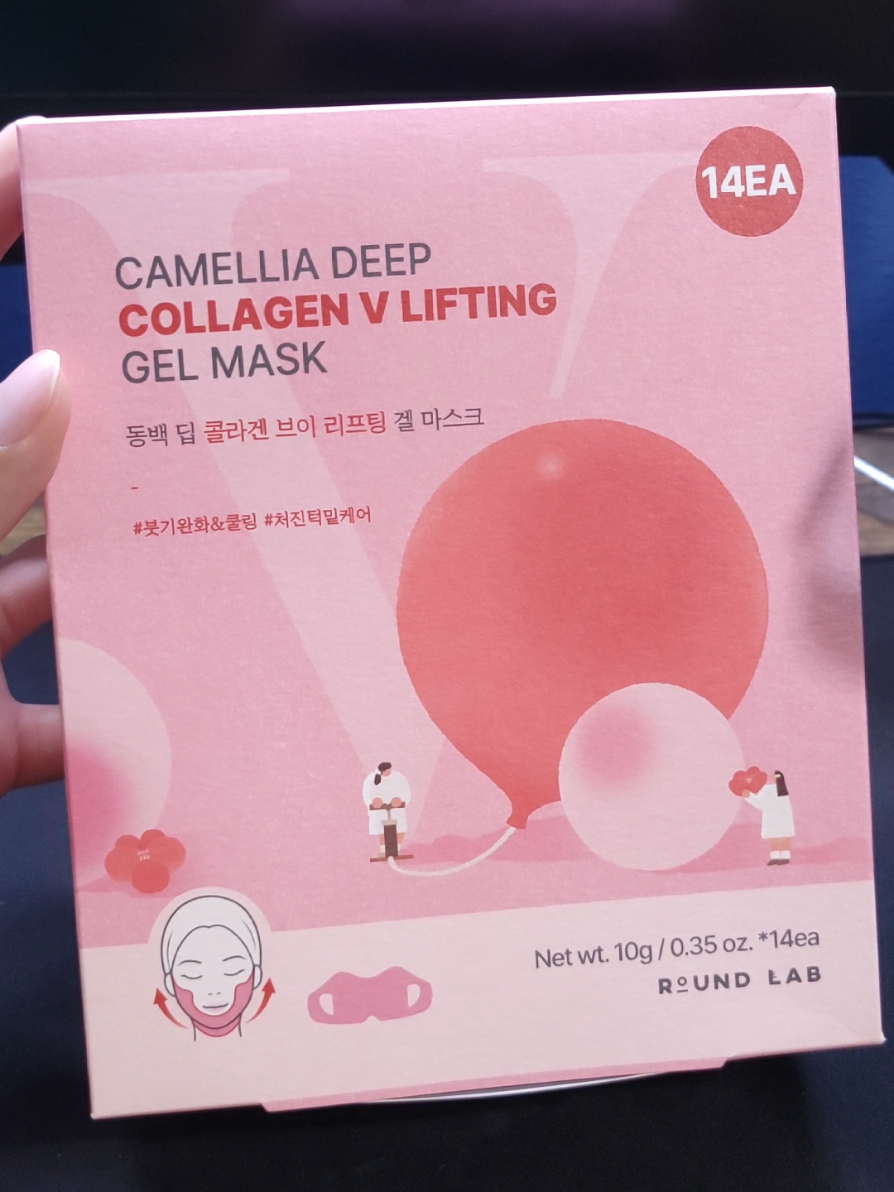 14EA
CAMELLIA DEEP
COLLAGEN V LIFTING
GEL MASK
동백 딥 콜라겐 브이 리프팅 겔 마스크
-
#붓기완화&쿨링 #처진턱밑케어
Net wt. 10g / 0.35 oz. *14ea
ROUND LAB